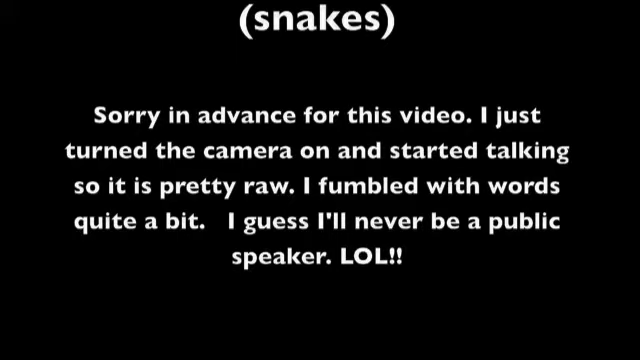 (snakes)
Sorry in advance for this video. I just
turned the camera on and started talking
so it is pretty raw. I fumbled with words
quite a bit.   I guess I'll never be a public
speaker. LOL!!